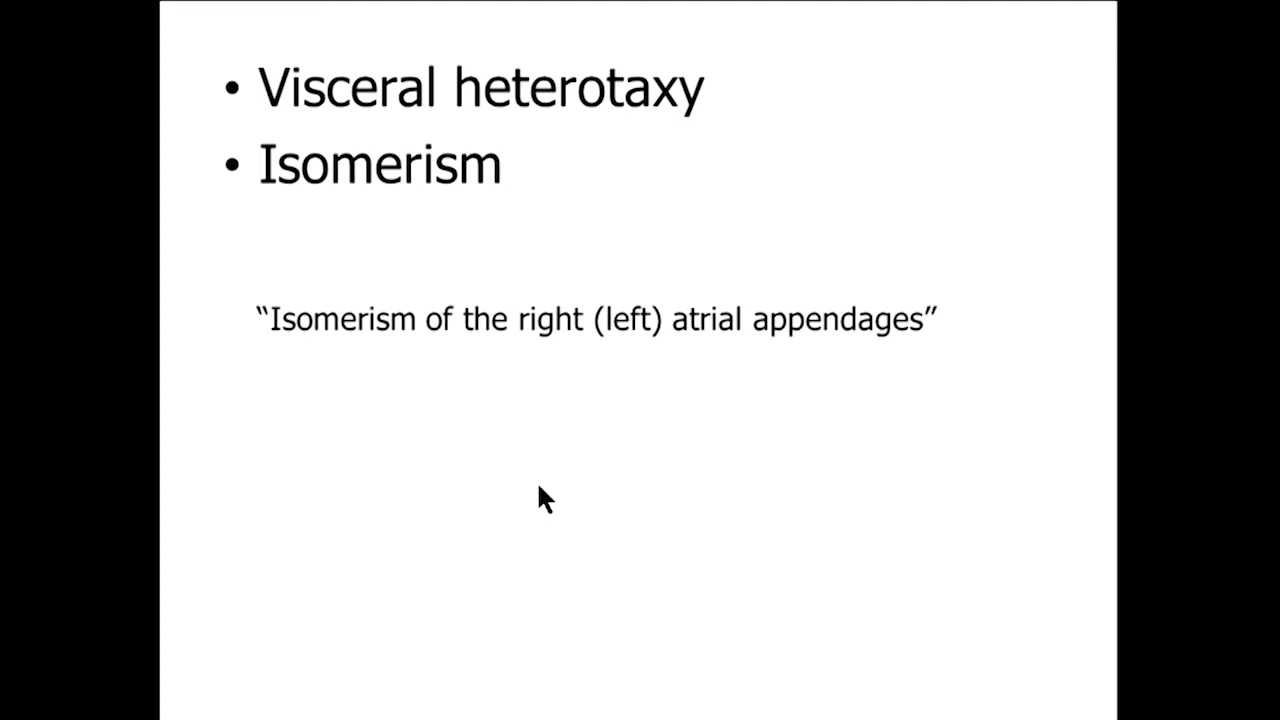 • Visceral heterotaxy
• Isomerism
“Isomerism of the right (left) atrial appendages”